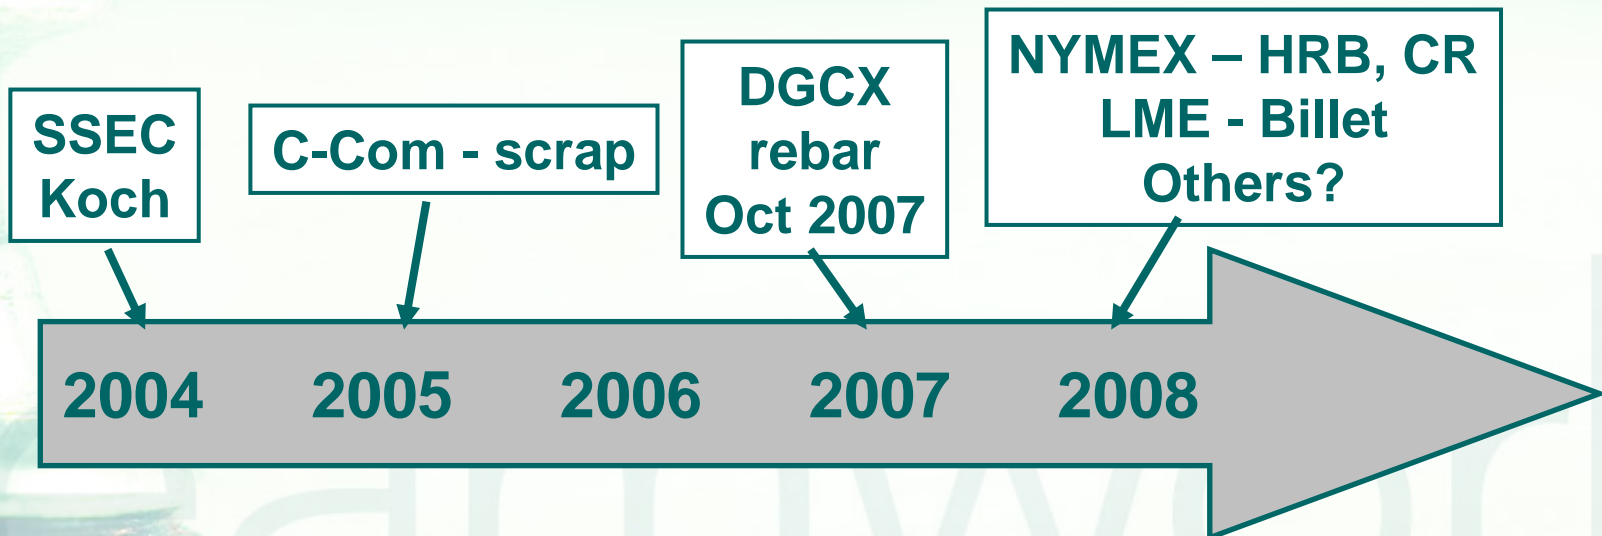 SSEC
Koch
C-Com - scrap
DGCX
rebar
Oct 2007
NYMEX – HRB, CR
LME - Billet
Others?
2004 2005 2006 2007 2008